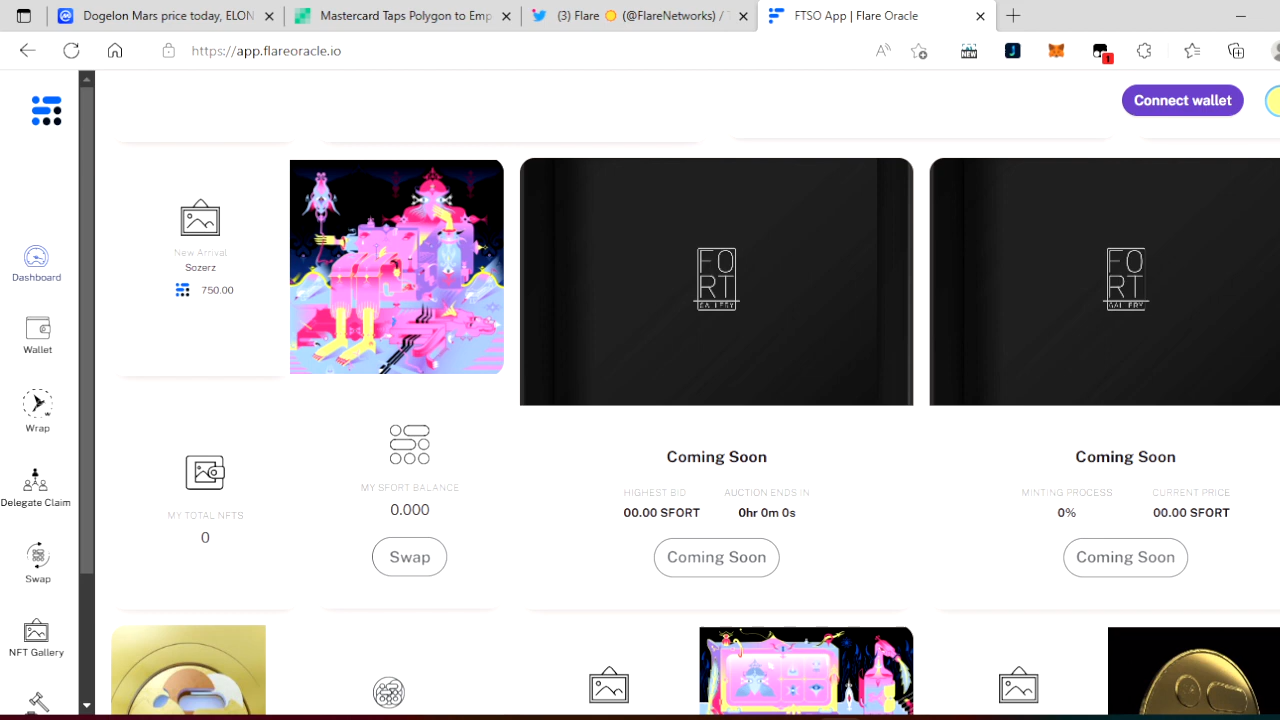 Dogelon Mars price today, ELON
Mastercard Taps Polygon to Emp
(3) Flare (@FlareNetworks) / T
FTSO App | Flare Oracle
https://app.flareoracle.io
NEW
1
Connect wallet
Dashboard
Wallet
Wrap
Delegate Claim
Swap
NFT Gallery
New Arrival
Sozerz
750.00
FO
RT
GALLERY
FO
RT
GALLERY
MY TOTAL NFTS
0
MY SFORT BALANCE
0.000
Swap
Coming Soon
HIGHEST BID AUCTION ENDS IN
00.00 SFORT 0hr 0m 0s
Coming Soon
Coming Soon
MINTING PROCESS CURRENT PRICE
0% 00.00 SFORT
Coming Soon